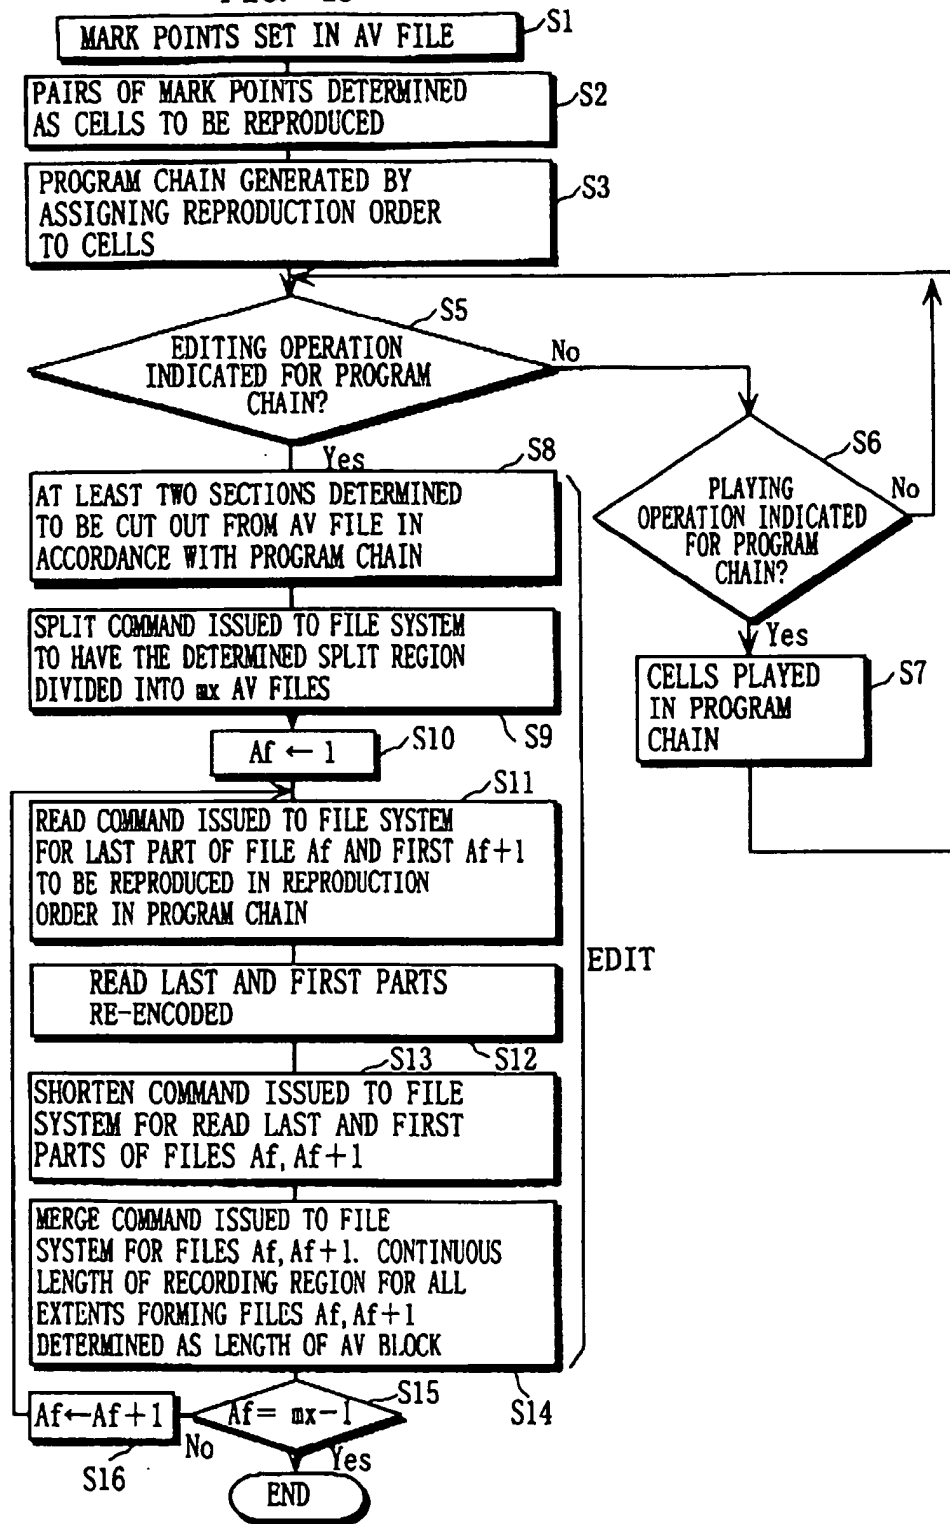 MARK POINTS SET IN AV FILE
S1
PAIRS OF MARK POINTS DETERMINED
AS CELLS TO BE REPRODUCED
S2
PROGRAM CHAIN GENERATED BY
ASSIGNING REPRODUCTION ORDER
TO CELLS
S3
S5
EDITING OPERATION
INDICATED FOR PROGRAM
CHAIN?
No
Yes
S6
PLAYING
OPERATION INDICATED
FOR PROGRAM
CHAIN?
No
Yes
CELLS PLAYED
IN PROGRAM
CHAIN
S7
S8
AT LEAST TWO SECTIONS DETERMINED
TO BE CUT OUT FROM AV FILE IN
ACCORDANCE WITH PROGRAM CHAIN
SPLIT COMMAND ISSUED TO FILE SYSTEM
TO HAVE THE DETERMINED SPLIT REGION
DIVIDED INTO mx AV FILES
S9
Af ← 1
S10
S11
READ COMMAND ISSUED TO FILE SYSTEM
FOR LAST PART OF FILE Af AND FIRST Af+1
TO BE REPRODUCED IN REPRODUCTION
ORDER IN PROGRAM CHAIN
EDIT
READ LAST AND FIRST PARTS
RE-ENCODED
S12
S13
SHORTEN COMMAND ISSUED TO FILE
SYSTEM FOR READ LAST AND FIRST
PARTS OF FILES Af, Af+1
MERGE COMMAND ISSUED TO FILE
SYSTEM FOR FILES Af, Af+1. CONTINUOUS
LENGTH OF RECORDING REGION FOR ALL
EXTENTS FORMING FILES Af, Af+1
DETERMINED AS LENGTH OF AV BLOCK
S14
S15
Af= mx-1
Af←Af+1
No
S16
Yes
END